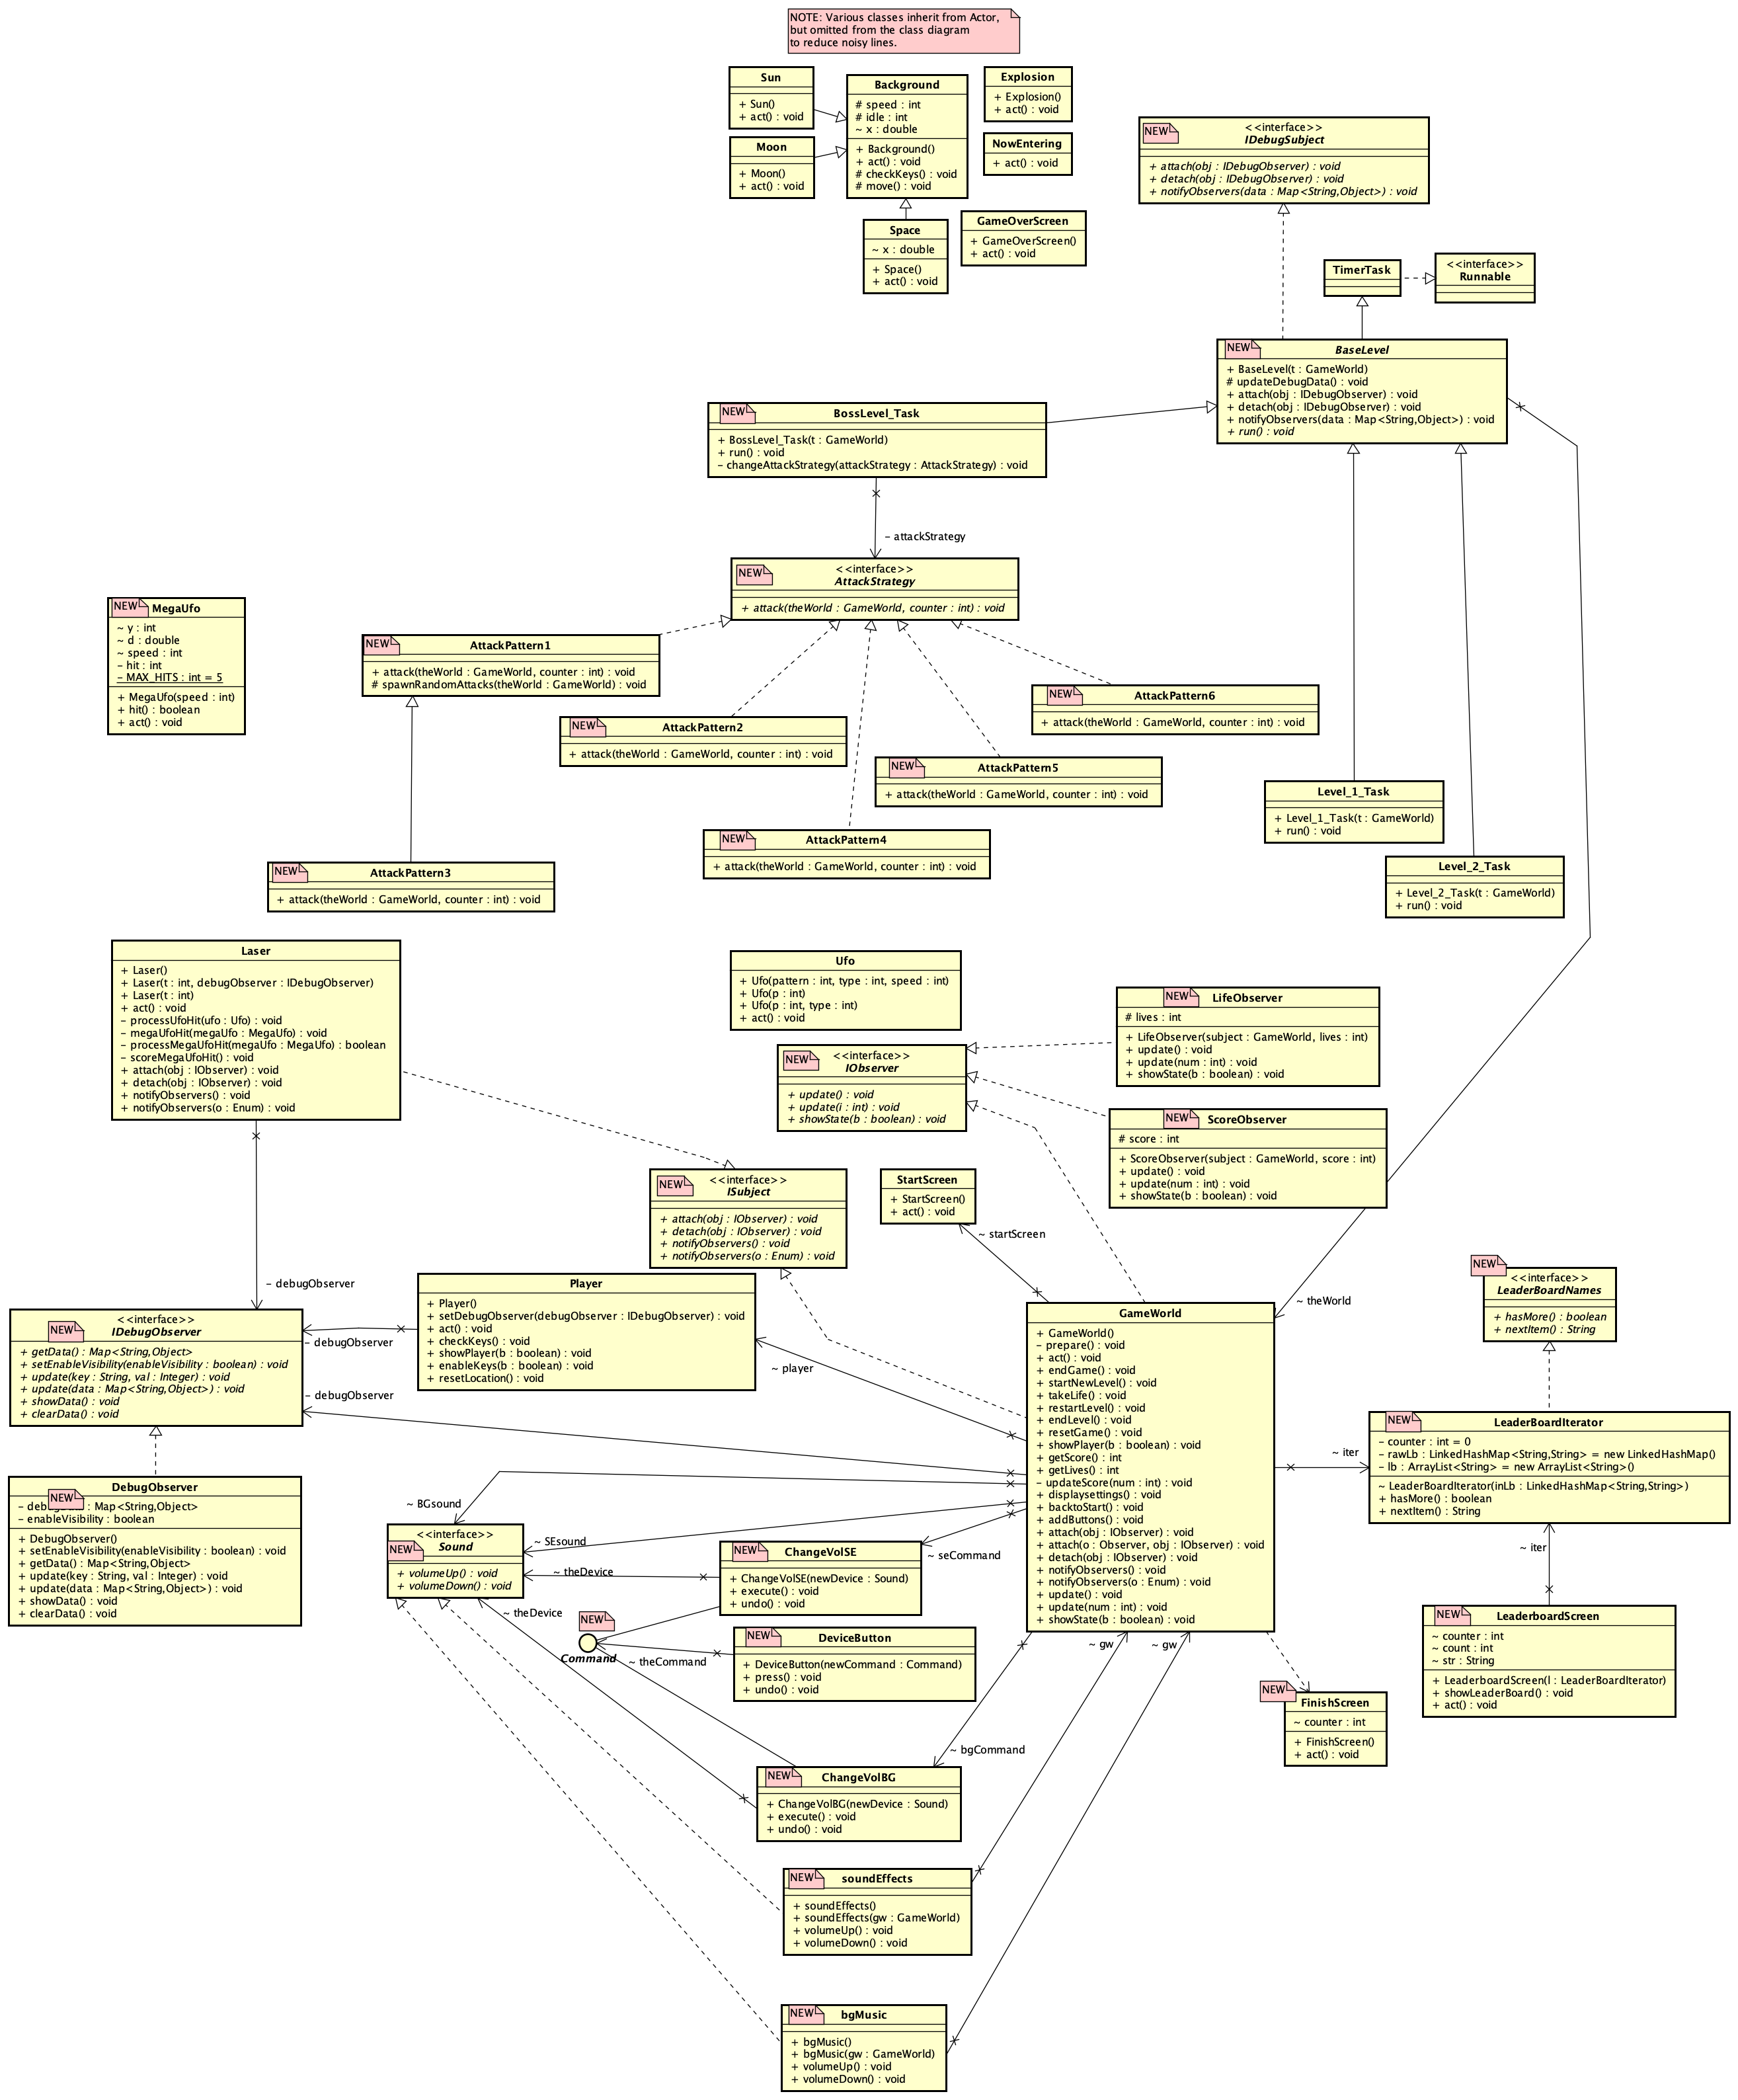 NOTE: Various classes inherit from Actor,
but omitted from the class diagram
to reduce noisy lines.
Sun
+ Sun()
+ act() : void
Background
# speed : int
# idle : int
~ x : double
+ Background()
+ act() : void
# checkKeys() : void
# move() : void
Explosion
+ Explosion()
+ act() : void
Moon
+ Moon()
+ act() : void
NowEntering
+ act() : void
Space
~ x : double
+ Space()
+ act() : void
GameOverScreen
+ GameOverScreen()
+ act() : void
NEW
<<interface>>
IDebugSubject
+ attach(obj : IDebugObserver) : void
+ detach(obj : IDebugObserver) : void
+ notifyObservers(data : Map<String,Object>) : void
TimerTask
<<interface>>
Runnable
NEW
BaseLevel
+ BaseLevel(t : GameWorld)
# updateDebugData() : void
+ attach(obj : IDebugObserver) : void
+ detach(obj : IDebugObserver) : void
+ notifyObservers(data : Map<String,Object>) : void
+ run() : void
NEW
BossLevel_Task
+ BossLevel_Task(t : GameWorld)
+ run() : void
- changeAttackStrategy(attackStrategy : AttackStrategy) : void
- attackStrategy
NEW
<<interface>>
AttackStrategy
+ attack(theWorld : GameWorld, counter : int) : void
NEW
MegaUfo
~ y : int
~ d : double
~ speed : int
- hit : int
- MAX_HITS : int = 5
+ MegaUfo(speed : int)
+ hit() : boolean
+ act() : void
NEW
AttackPattern1
+ attack(theWorld : GameWorld, counter : int) : void
# spawnRandomAttacks(theWorld : GameWorld) : void
NEW
AttackPattern6
+ attack(theWorld : GameWorld, counter : int) : void
NEW
AttackPattern2
+ attack(theWorld : GameWorld, counter : int) : void
NEW
AttackPattern5
+ attack(theWorld : GameWorld, counter : int) : void
Level_1_Task
+ Level_1_Task(t : GameWorld)
+ run() : void
NEW
AttackPattern4
+ attack(theWorld : GameWorld, counter : int) : void
NEW
AttackPattern3
+ attack(theWorld : GameWorld, counter : int) : void
Level_2_Task
+ Level_2_Task(t : GameWorld)
+ run() : void
Laser
+ Laser()
+ Laser(t : int, debugObserver : IDebugObserver)
+ Laser(t : int)
+ act() : void
- processUfoHit(ufo : Ufo) : void
- megaUfoHit(megaUfo : MegaUfo) : void
- processMegaUfoHit(megaUfo : MegaUfo) : boolean
- scoreMegaUfoHit() : void
+ attach(obj : IObserver) : void
+ detach(obj : IObserver) : void
+ notifyObservers() : void
+ notifyObservers(o : Enum) : void
Ufo
+ Ufo(pattern : int, type : int, speed : int)
+ Ufo(p : int)
+ Ufo(p : int, type : int)
+ act() : void
NEW
LifeObserver
# lives : int
+ LifeObserver(subject : GameWorld, lives : int)
+ update() : void
+ update(num : int) : void
+ showState(b : boolean) : void
NEW
<<interface>>
IObserver
+ update() : void
+ update(i : int) : void
+ showState(b : boolean) : void
NEW
ScoreObserver
# score : int
+ ScoreObserver(subject : GameWorld, score : int)
+ update() : void
+ update(num : int) : void
+ showState(b : boolean) : void
NEW
<<interface>>
ISubject
+ attach(obj : IObserver) : void
+ detach(obj : IObserver) : void
+ notifyObservers() : void
+ notifyObservers(o : Enum) : void
StartScreen
+ StartScreen()
+ act() : void
~ startScreen
- debugObserver
Player
+ Player()
+ setDebugObserver(debugObserver : IDebugObserver) : void
+ act() : void
+ checkKeys() : void
+ showPlayer(b : boolean) : void
+ enableKeys(b : boolean) : void
+ resetLocation() : void
- debugObserver
- debugObserver
~ player
~ theWorld
NEW
<<interface>>
IDebugObserver
+ getData() : Map<String,Object>
+ setEnableVisibility(enableVisibility : boolean) : void
+ update(key : String, val : Integer) : void
+ update(data : Map<String,Object>) : void
+ showData() : void
+ clearData() : void
GameWorld
+ GameWorld()
- prepare() : void
+ act() : void
+ endGame() : void
+ startNewLevel() : void
+ takeLife() : void
+ restartLevel() : void
+ endLevel() : void
+ resetGame() : void
+ showPlayer(b : boolean) : void
+ getScore() : int
+ getLives() : int
- updateScore(num : int) : void
+ displaysettings() : void
+ backtoStart() : void
+ addButtons() : void
+ attach(obj : IObserver) : void
+ attach(o : Observer, obj : IObserver) : void
+ detach(obj : IObserver) : void
+ notifyObservers() : void
+ notifyObservers(o : Enum) : void
+ update() : void
+ update(num : int) : void
+ showState(b : boolean) : void
NEW
<<interface>>
LeaderBoardNames
+ hasMore() : boolean
+ nextItem() : String
~ iter
NEW
LeaderBoardIterator
- counter : int = 0
- rawLb : LinkedHashMap<String,String> = new LinkedHashMap()
- lb : ArrayList<String> = new ArrayList<String>()
~ LeaderBoardIterator(inLb : LinkedHashMap<String,String>)
+ hasMore() : boolean
+ nextItem() : String
~ iter
DebugObserver
NEW
: Map<String,Object>
- enableVisibility : boolean
+ DebugObserver()
+ setEnableVisibility(enableVisibility : boolean) : void
+ getData() : Map<String,Object>
+ update(key : String, val : Integer) : void
+ update(data : Map<String,Object>) : void
+ showData() : void
+ clearData() : void
~ BGsound
~ SEsound
NEW
<<interface>>
Sound
+ volumeUp() : void
+ volumeDown() : void
~ theDevice
~ theDevice
NEW
ChangeVolSE
+ ChangeVolSE(newDevice : Sound)
+ execute() : void
+ undo() : void
~ seCommand
NEW
Command
~ theCommand
NEW
DeviceButton
+ DeviceButton(newCommand : Command)
+ press() : void
+ undo() : void
~ gw
~ gw
NEW
LeaderboardScreen
~ counter : int
~ count : int
~ str : String
+ LeaderboardScreen(l : LeaderBoardIterator)
+ showLeaderBoard() : void
+ act() : void
NEW
FinishScreen
~ counter : int
+ FinishScreen()
+ act() : void
~ bgCommand
NEW
ChangeVolBG
+ ChangeVolBG(newDevice : Sound)
+ execute() : void
+ undo() : void
NEW
soundEffects
+ soundEffects()
+ soundEffects(gw : GameWorld)
+ volumeUp() : void
+ volumeDown() : void
NEW
bgMusic
+ bgMusic()
+ bgMusic(gw : GameWorld)
+ volumeUp() : void
+ volumeDown() : void